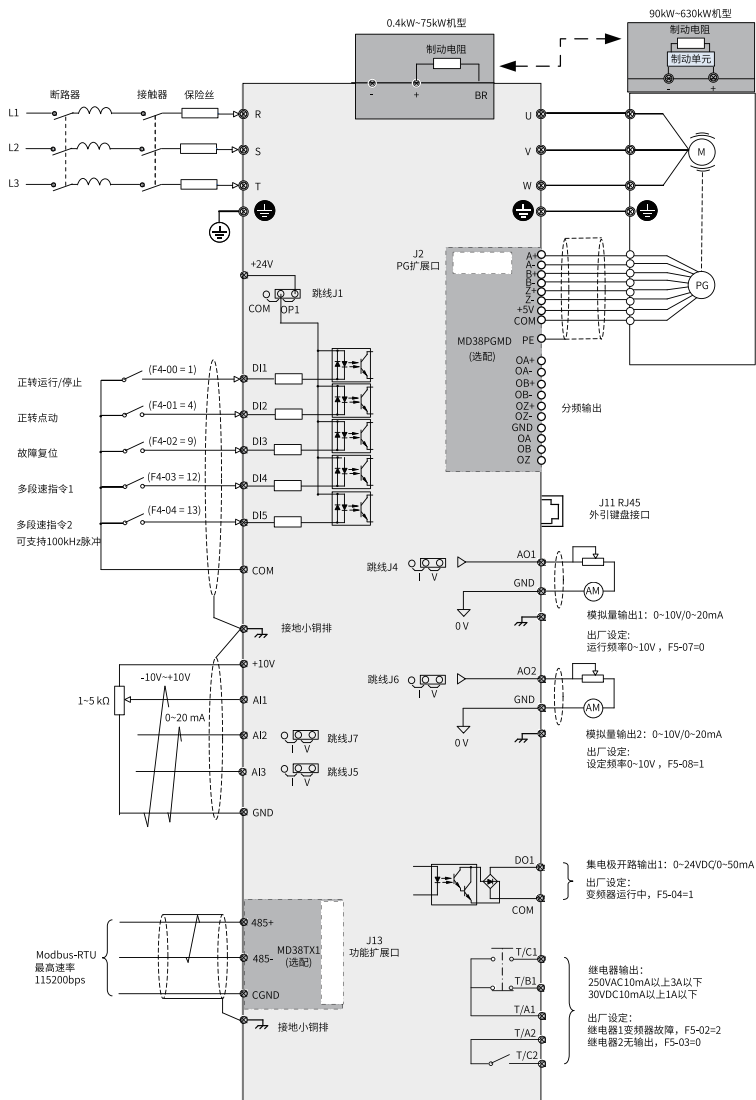 0.4kW~75kW机型
90kW~630kW机型
制动电阻
制动电阻
制动单元
-
+
BR
-
+
断路器
接触器
保险丝
L1
R
U
L2
S
V
M
L3
T
W
+24V
J2
PG扩展口
COM
OP1
跳线J1
MD38PGMD
(选配)
A+
A-
B+
B-
Z+
Z-
+5V
COM
PE
PG
OA+
OA-
OB+
OB-
OZ+
OZ-
GND
OA
OB
OZ
分频输出
正转运行/停止
(F4-00 = 1)
DI1
正转点动
(F4-01 = 4)
DI2
故障复位
(F4-02 = 9)
DI3
多段速指令1
(F4-03 = 12)
DI4
多段速指令2
可支持100kHz脉冲
(F4-04 = 13)
DI5
COM
J11 RJ45
外引键盘接口
跳线J4
I
V
AO1
GND
0 V
AM
模拟量输出1：0~10V/0~20mA
出厂设定:
运行频率0~10V ，F5-07=0
接地小铜排
+10V
-10V~+10V
1~5 kΩ
AI1
0~20 mA
AI2
I
V
跳线J7
AI3
I
V
跳线J5
GND
跳线J6
I
V
AO2
GND
0 V
AM
模拟量输出2：0~10V/0~20mA
出厂设定:
设定频率0~10V ，F5-08=1
DO1
COM
集电极开路输出1：0~24VDC/0~50mA
出厂设定：
变频器运行中，F5-04=1
Modbus-RTU
最高速率
115200bps
485+
485-
CGND
MD38TX1
(选配)
J13
功能扩展口
接地小铜排
T/C1
T/B1
T/A1
T/A2
T/C2
继电器输出：
250VAC10mA以上3A以下
30VDC10mA以上1A以下
出厂设定：
继电器1变频器故障，F5-02=2
继电器2无输出，F5-03=0